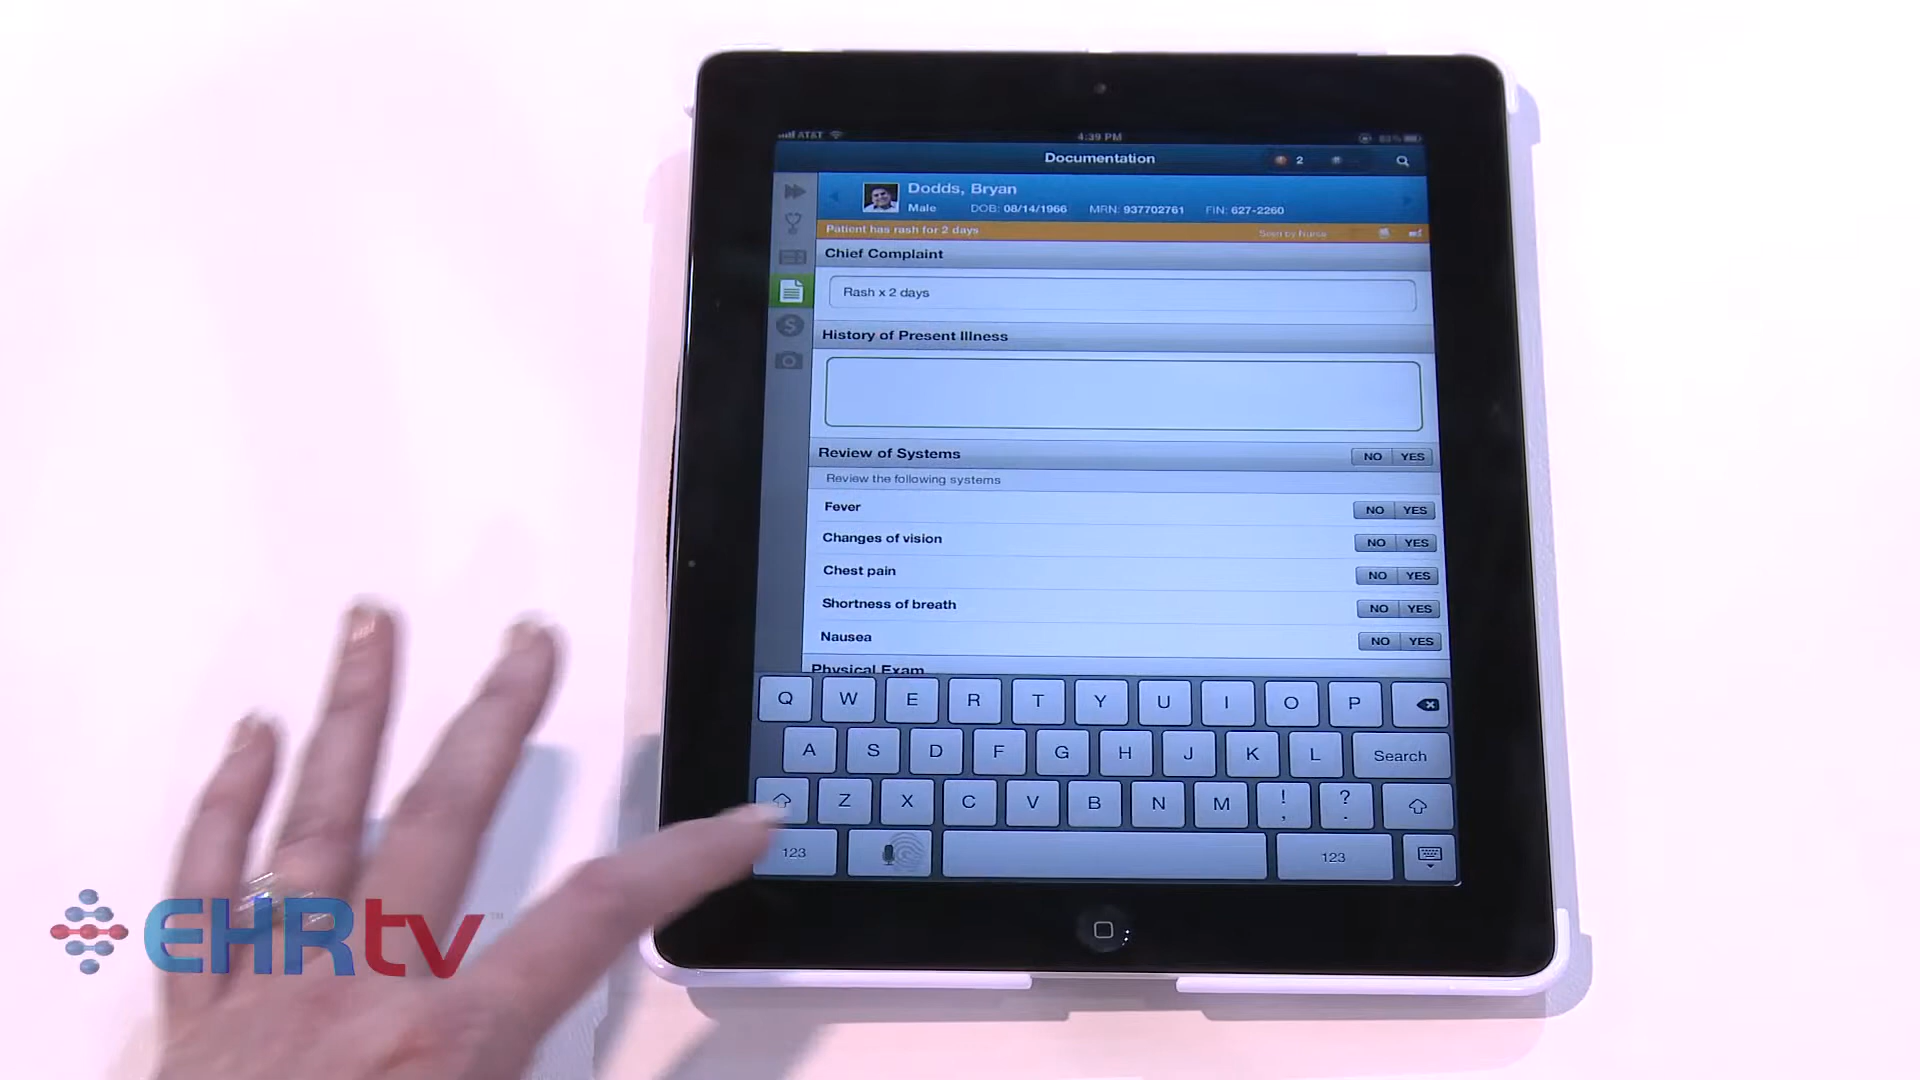 AT&T 4:39 PM
Documentation 2
Dodds, Bryan
Male DOB: 08/14/1966 MRN: 937702761 FIN: 627-2260
Patient has rash for 2 days Seen by Nurse
Chief Complaint
Rash x 2 days
History of Present Illness
Review of Systems NO YES
Review the following systems
Fever NO YES
Changes of vision NO YES
Chest pain NO YES
Shortness of breath NO YES
Nausea NO YES
Physical Exam
Q W E R T Y U I O P
A S D F G H J K L Search
Z X C V B N M ! , ? .
123 123
EHRtv™